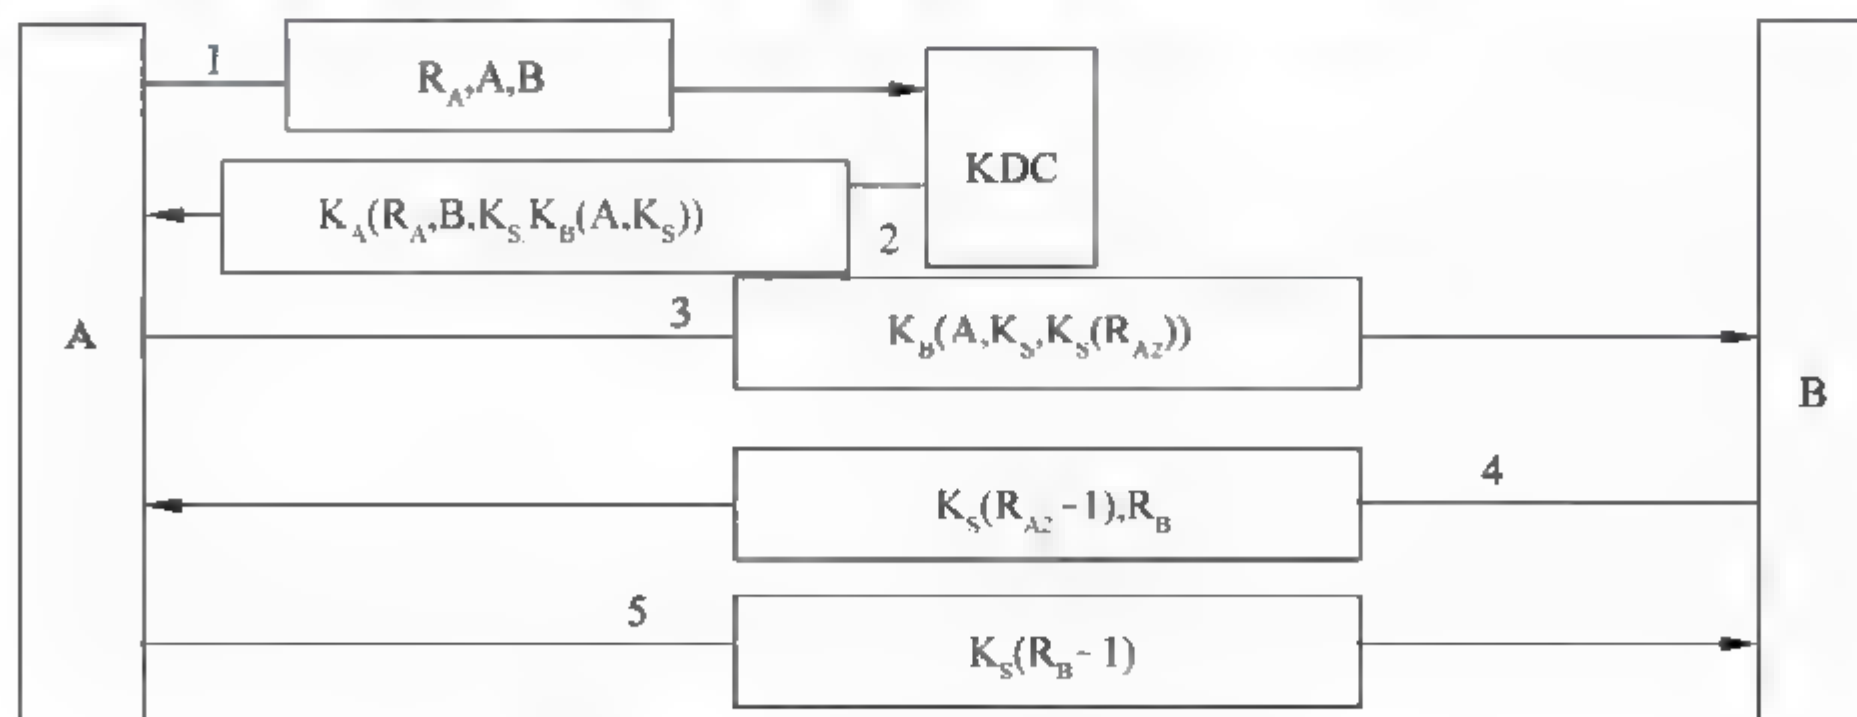 1
R_A,A,B
KDC
K_A(R_A,B,K_S,K_B(A,K_S))
2
3
A
K_B(A,K_S,K_S(R_A2))
B
4
K_S(R_A2-1),R_B
5
K_S(R_B-1)